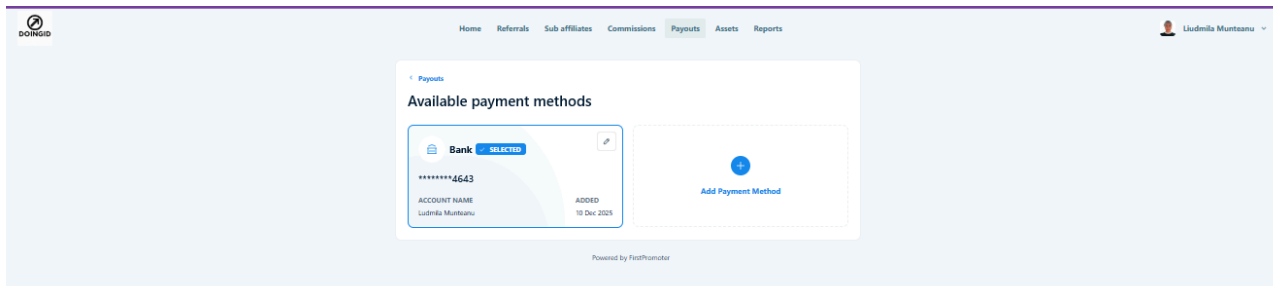 DOINGID
Home Referrals Sub affiliates Commissions Payouts Assets Reports
Liudmila Munteanu
Payouts
Available payment methods
Bank SELECTED
********4643
ACCOUNT NAME ADDED
Ludmila Munteanu 10 Dec 2025
Add Payment Method
Powered by FirstPromoter